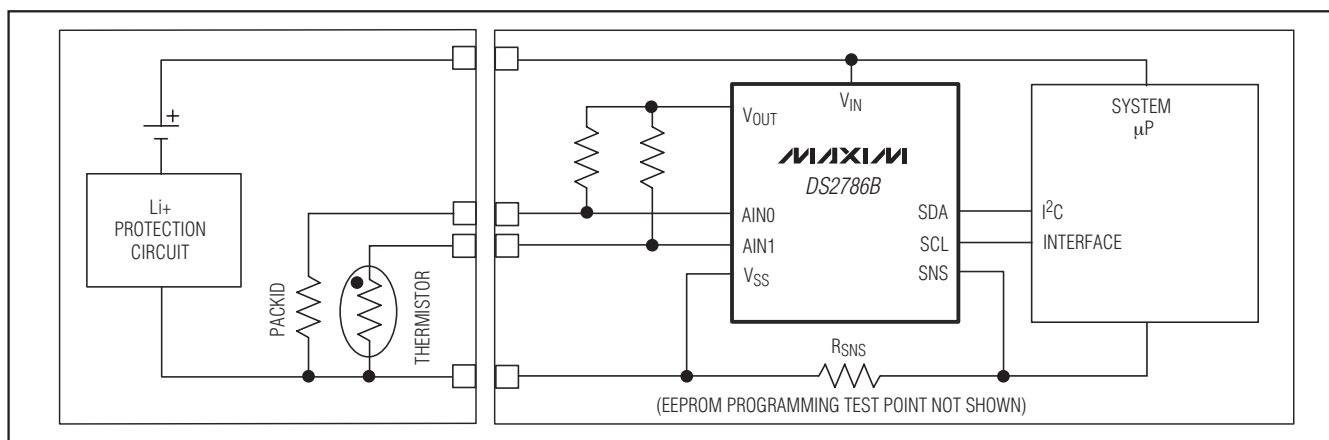 +
Li+
PROTECTION
CIRCUIT
PACKID
THERMISTOR
VOUT
VIN
MAXIM
DS2786B
AIN0
AIN1
VSS
SDA
SCL
SNS
SYSTEM
μP
I²C
INTERFACE
RSNS
(EEPROM PROGRAMMING TEST POINT NOT SHOWN)